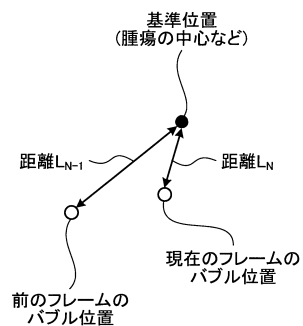 基準位置
(腫瘍の中心など)
距離LN-1
距離LN
現在のフレームの
バブル位置
前のフレームの
バブル位置